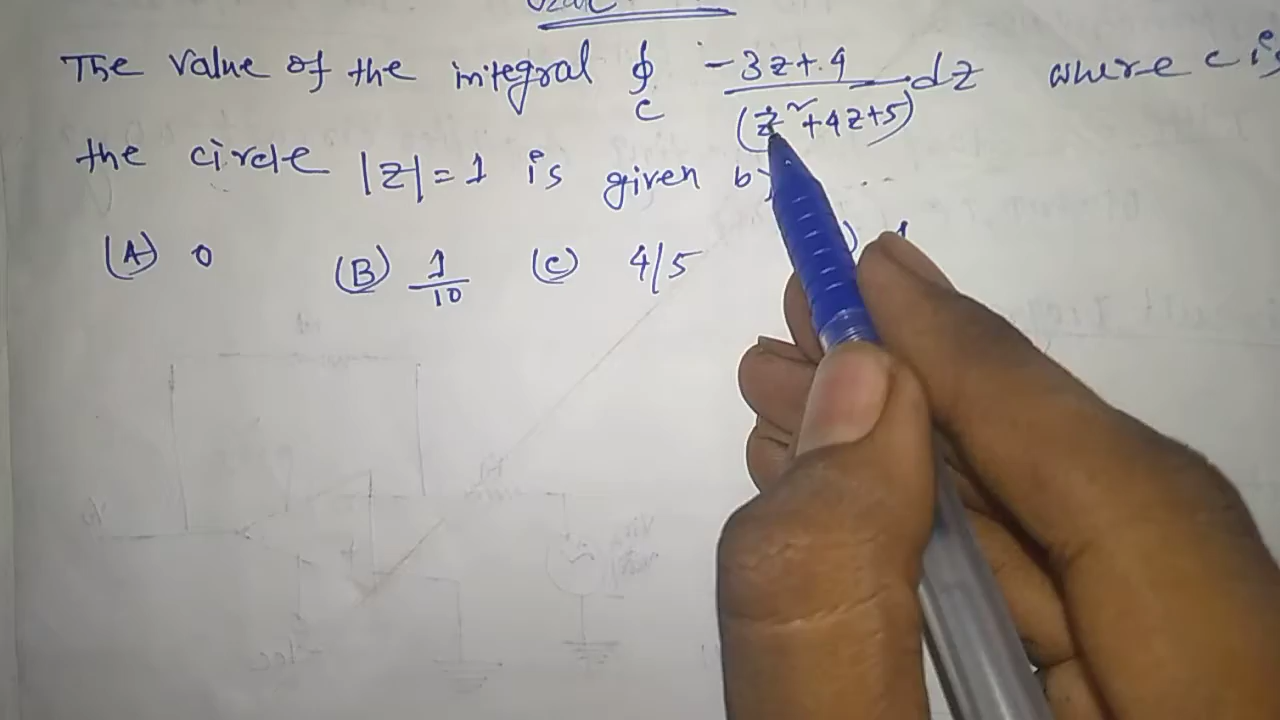 The value of the integral ∮c (-3z+4)/(z²+4z+5) dz where c is
the circle |z|=1 is given by
(A) 0 (B) 1/10 (C) 4/5 ) 1